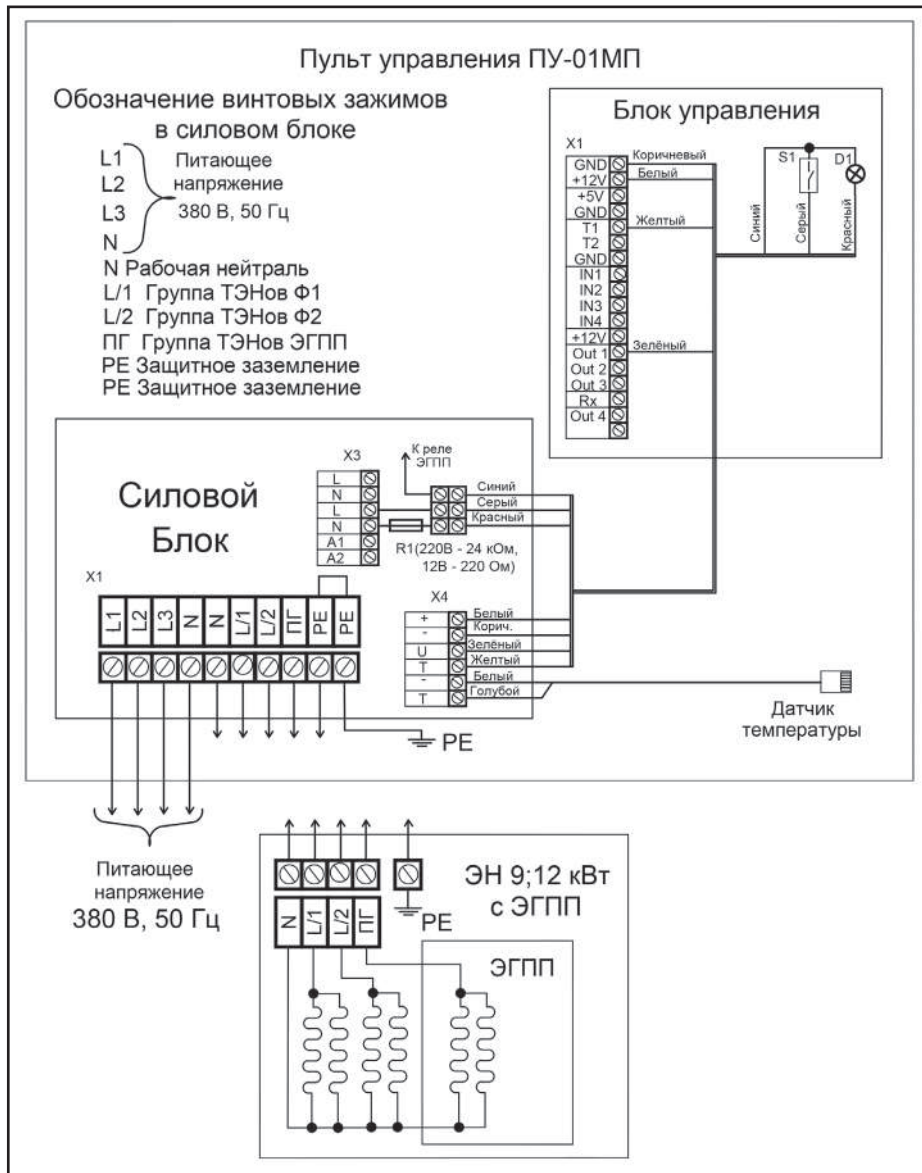 Пульт управления ПУ-01МП
Обозначение винтовых зажимов
в силовом блоке
L1
L2
L3
N
Питающее
напряжение
380 В, 50 Гц
N Рабочая нейтраль
L/1 Группа ТЭНов Ф1
L/2 Группа ТЭНов Ф2
ПГ Группа ТЭНов ЭГПП
PE Защитное заземление
PE Защитное заземление
Блок управления
X1
GND
+12V
+5V
GND
T1
T2
GND
IN1
IN2
IN3
IN4
+12V
Out 1
Out 2
Out 3
Rx
Out 4
Коричневый
Белый
Желтый
Зелёный
S1
D1
Синий
Серый
Красный
Силовой
Блок
X3
L
N
L
N
A1
A2
К реле
ЭГПП
Синий
Серый
Красный
R1(220В - 24 кОм,
12В - 220 Ом)
X1
L1
L2
L3
N
N
L/1
L/2
ПГ
PE
PE
X4
+
-
U
T
-
T
Белый
Корич.
Зелёный
Желтый
Белый
Голубой
Датчик
температуры
PE
Питающее
напряжение
380 В, 50 Гц
ЭН 9;12 кВт
с ЭГПП
N
L/1
L/2
ПГ
PE
ЭГПП